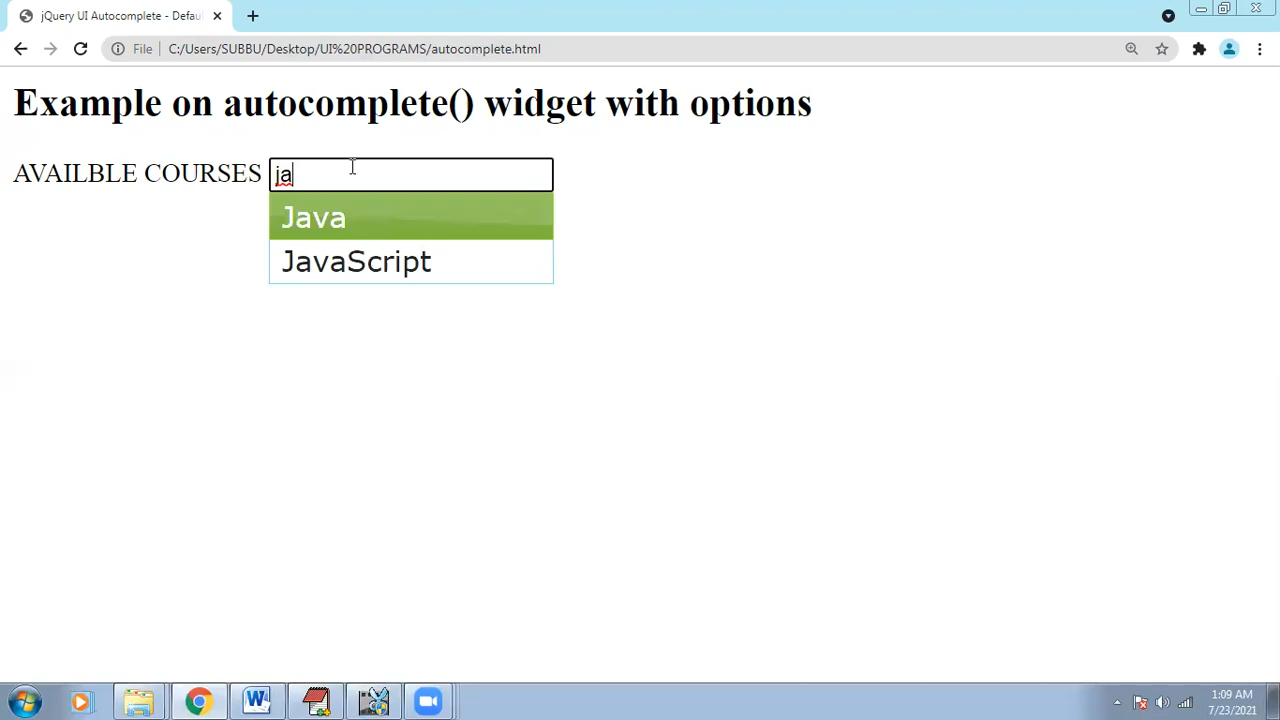 jQuery UI Autocomplete - Defau
File
C:/Users/SUBBU/Desktop/UI%20PROGRAMS/autocomplete.html
Example on autocomplete() widget with options
AVAILBLE COURSES ja
Java
JavaScript
1:09 AM
7/23/2021